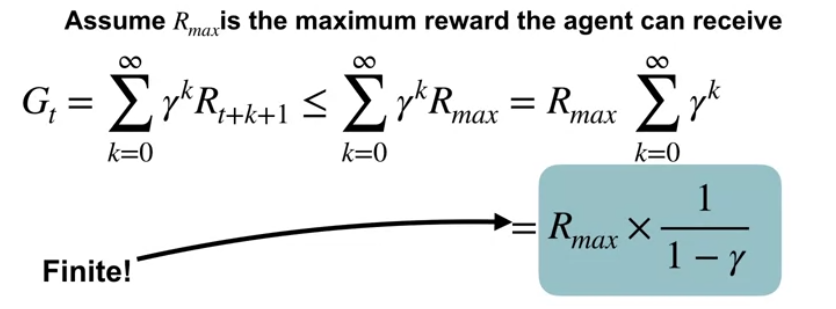 Assume R_max is the maximum reward the agent can receive
G_t = ∑_{k=0}^{∞} γ^k R_{t+k+1} ≤ ∑_{k=0}^{∞} γ^k R_max = R_max ∑_{k=0}^{∞} γ^k
= R_max × 1/(1 − γ)
Finite!